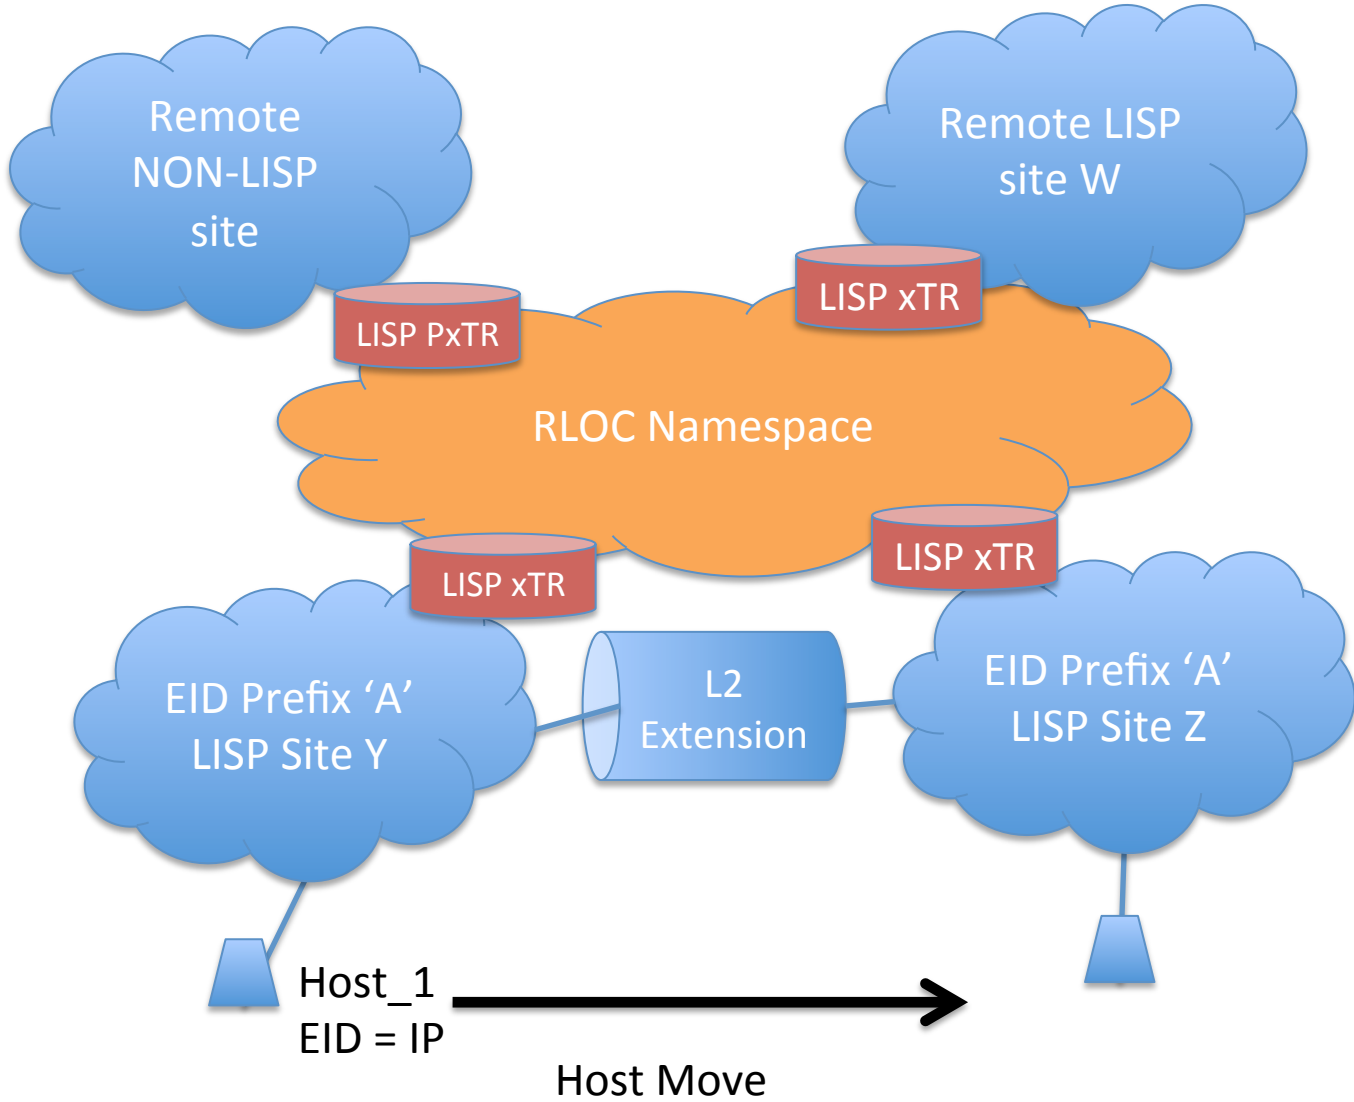 Remote
NON-LISP
site
Remote LISP
site W
LISP PxTR
LISP xTR
RLOC Namespace
LISP xTR
LISP xTR
EID Prefix ‘A’
LISP Site Y
L2
Extension
EID Prefix ‘A’
LISP Site Z
Host_1
EID = IP
Host Move